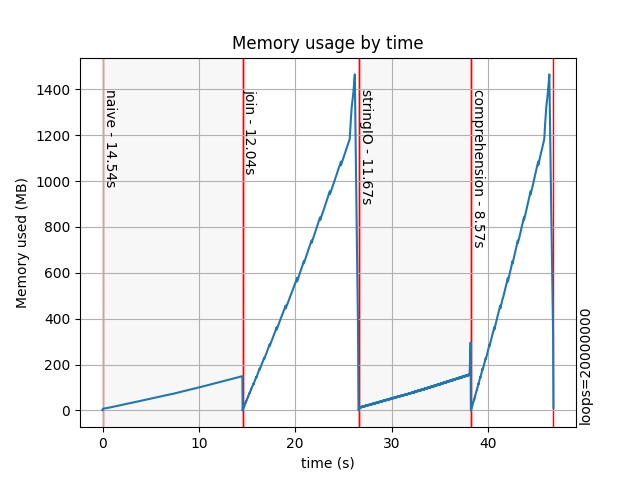 Memory usage by time
Memory used (MB)
1400
1200
1000
800
600
400
200
0
naive - 14.54s
join - 12.04s
stringIO - 11.67s
comprehension - 8.57s
loops=20000000
0
10
20
30
40
time (s)